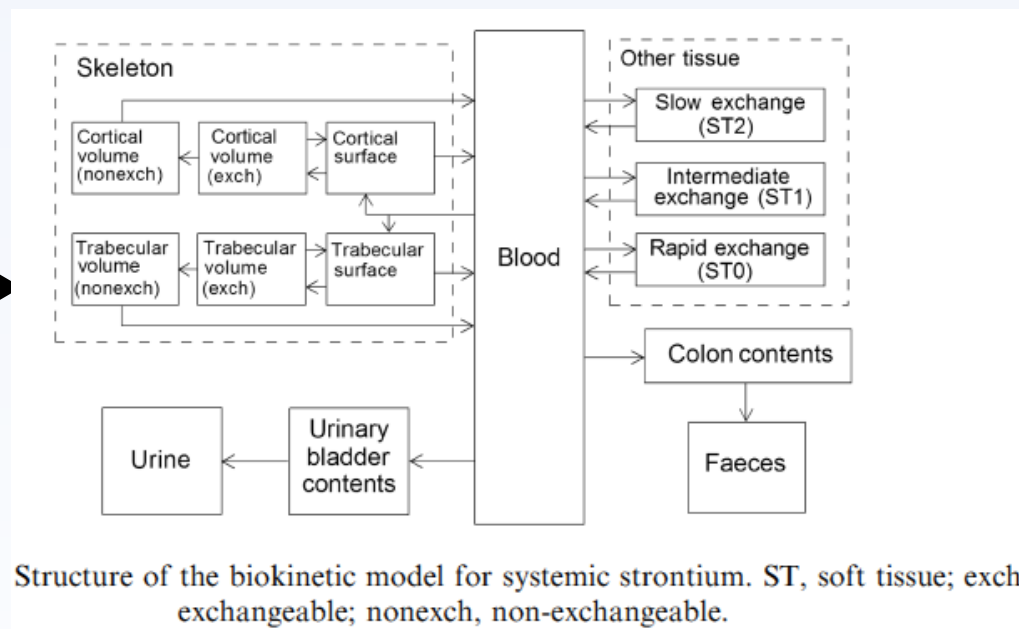 Skeleton
Cortical
volume
(nonexch)
Cortical
volume
(exch)
Cortical
surface
Trabecular
volume
(nonexch)
Trabecular
volume
(exch)
Trabecular
surface
Blood
Other tissue
Slow exchange
(ST2)
Intermediate
exchange (ST1)
Rapid exchange
(ST0)
Colon contents
Faeces
Urinary
bladder
contents
Urine
Structure of the biokinetic model for systemic strontium. ST, soft tissue; exch
exchangeable; nonexch, non-exchangeable.